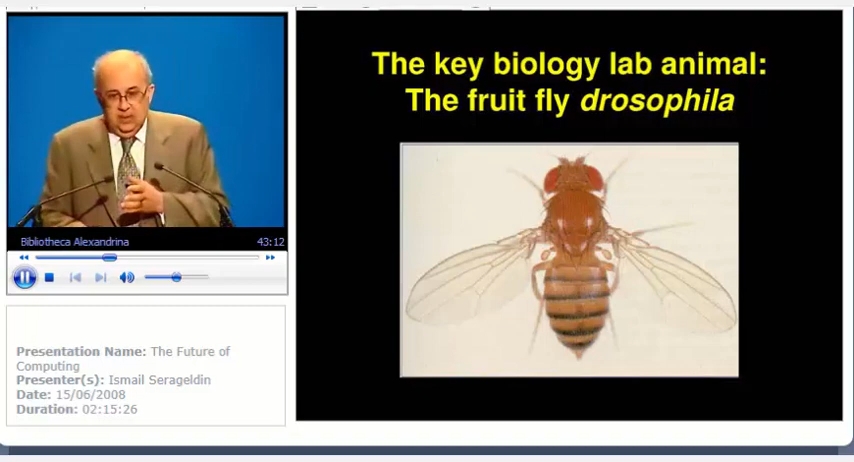 The key biology lab animal:
The fruit fly drosophila
Bibliotheca Alexandrina 43:12
Presentation Name: The Future of
Computing
Presenter(s): Ismail Serageldin
Date: 15/06/2008
Duration: 02:15:26